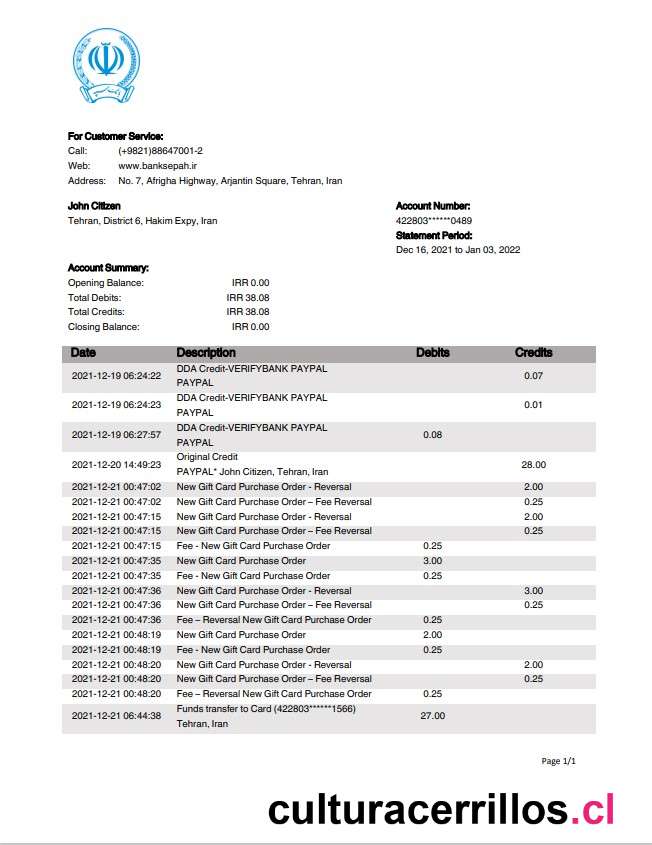 For Customer Service:
Call: (+9821)88647001-2
Web: www.banksepah.ir
Address: No. 7, Afrigha Highway, Arjantin Square, Tehran, Iran
John Citizen
Tehran, District 6, Hakim Expy, Iran
Account Number:
422803******0489
Statement Period:
Dec 16, 2021 to Jan 03, 2022
Account Summary:
Opening Balance: IRR 0.00
Total Debits: IRR 38.08
Total Credits: IRR 38.08
Closing Balance: IRR 0.00
Date Description Debits Credits
2021-12-19 06:24:22 DDA Credit-VERIFYBANK PAYPAL PAYPAL 0.07
2021-12-19 06:24:23 DDA Credit-VERIFYBANK PAYPAL PAYPAL 0.01
2021-12-19 06:27:57 DDA Credit-VERIFYBANK PAYPAL PAYPAL 0.08
2021-12-20 14:49:23 Original Credit PAYPAL* John Citizen, Tehran, Iran 28.00
2021-12-21 00:47:02 New Gift Card Purchase Order - Reversal 2.00
2021-12-21 00:47:02 New Gift Card Purchase Order – Fee Reversal 0.25
2021-12-21 00:47:15 New Gift Card Purchase Order - Reversal 2.00
2021-12-21 00:47:15 New Gift Card Purchase Order – Fee Reversal 0.25
2021-12-21 00:47:15 Fee - New Gift Card Purchase Order 0.25
2021-12-21 00:47:35 New Gift Card Purchase Order 3.00
2021-12-21 00:47:35 Fee - New Gift Card Purchase Order 0.25
2021-12-21 00:47:36 New Gift Card Purchase Order - Reversal 3.00
2021-12-21 00:47:36 New Gift Card Purchase Order – Fee Reversal 0.25
2021-12-21 00:47:36 Fee – Reversal New Gift Card Purchase Order 0.25
2021-12-21 00:48:19 New Gift Card Purchase Order 2.00
2021-12-21 00:48:19 Fee - New Gift Card Purchase Order 0.25
2021-12-21 00:48:20 New Gift Card Purchase Order - Reversal 2.00
2021-12-21 00:48:20 New Gift Card Purchase Order – Fee Reversal 0.25
2021-12-21 00:48:20 Fee – Reversal New Gift Card Purchase Order 0.25
2021-12-21 06:44:38 Funds transfer to Card (422803******1566) Tehran, Iran 27.00
Page 1/1
culturacerrillos.cl